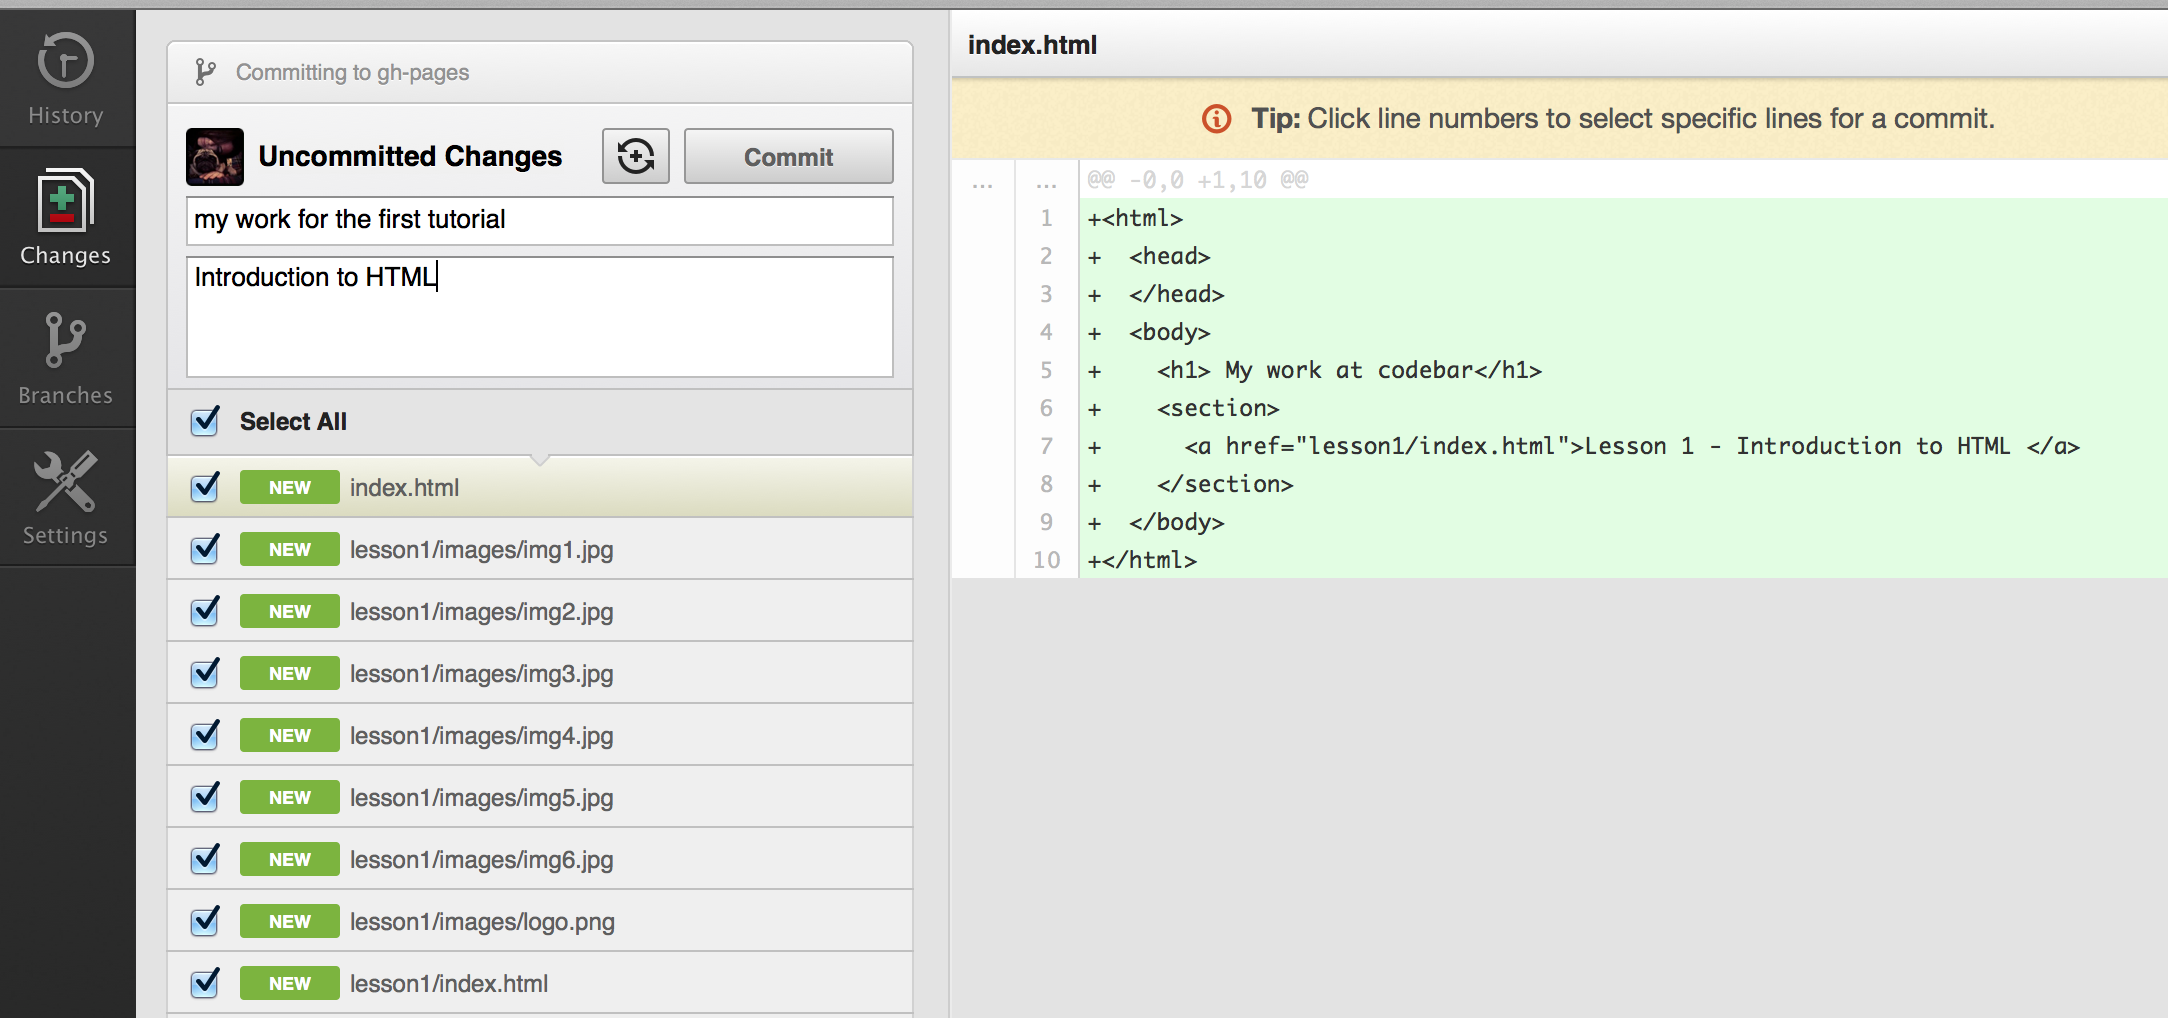 History
Changes
Branches
Settings
Committing to gh-pages
Uncommitted Changes
Commit
my work for the first tutorial
Introduction to HTML
Select All
NEW index.html
NEW lesson1/images/img1.jpg
NEW lesson1/images/img2.jpg
NEW lesson1/images/img3.jpg
NEW lesson1/images/img4.jpg
NEW lesson1/images/img5.jpg
NEW lesson1/images/img6.jpg
NEW lesson1/images/logo.png
NEW lesson1/index.html
index.html
Tip: Click line numbers to select specific lines for a commit.
... ... @@ -0,0 +1,10 @@
1 +<html>
2 +  <head>
3 +  </head>
4 +  <body>
5 +    <h1> My work at codebar</h1>
6 +    <section>
7 +      <a href="lesson1/index.html">Lesson 1 - Introduction to HTML </a>
8 +    </section>
9 +  </body>
10 +</html>